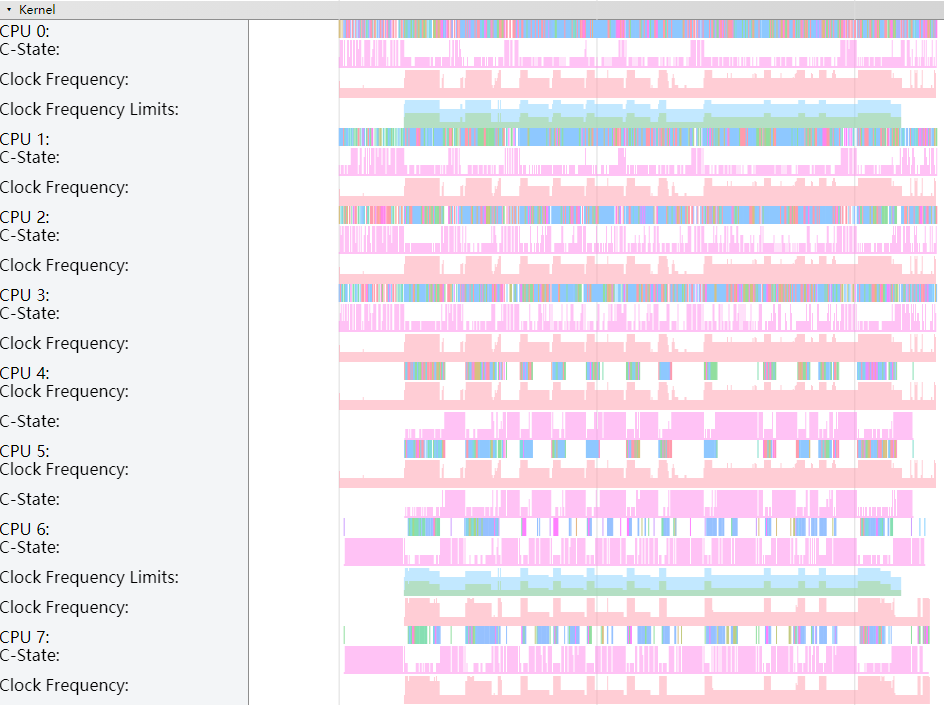 Kernel
CPU 0:
C-State:
Clock Frequency:
Clock Frequency Limits:
CPU 1:
C-State:
Clock Frequency:
CPU 2:
C-State:
Clock Frequency:
CPU 3:
C-State:
Clock Frequency:
CPU 4:
Clock Frequency:
C-State:
CPU 5:
Clock Frequency:
C-State:
CPU 6:
C-State:
Clock Frequency Limits:
Clock Frequency:
CPU 7:
C-State:
Clock Frequency: